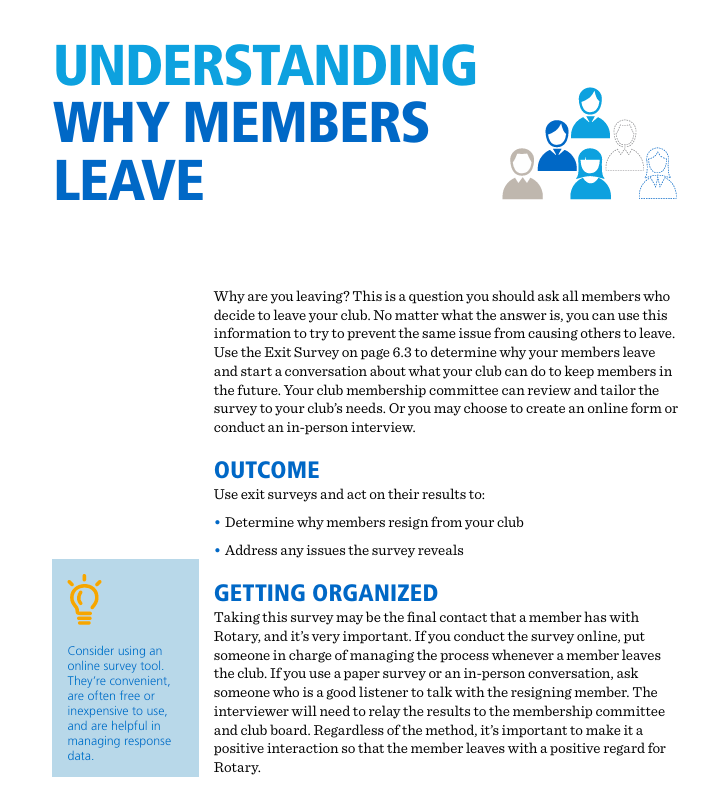 UNDERSTANDING
WHY MEMBERS
LEAVE
Why are you leaving? This is a question you should ask all members who
decide to leave your club. No matter what the answer is, you can use this
information to try to prevent the same issue from causing others to leave.
Use the Exit Survey on page 6.3 to determine why your members leave
and start a conversation about what your club can do to keep members in
the future. Your club membership committee can review and tailor the
survey to your club’s needs. Or you may choose to create an online form or
conduct an in-person interview.
OUTCOME
Use exit surveys and act on their results to:
• Determine why members resign from your club
• Address any issues the survey reveals
GETTING ORGANIZED
Taking this survey may be the final contact that a member has with
Rotary, and it’s very important. If you conduct the survey online, put
someone in charge of managing the process whenever a member leaves
the club. If you use a paper survey or an in-person conversation, ask
someone who is a good listener to talk with the resigning member. The
interviewer will need to relay the results to the membership committee
and club board. Regardless of the method, it’s important to make it a
positive interaction so that the member leaves with a positive regard for
Rotary.
Consider using an
online survey tool.
They’re convenient,
are often free or
inexpensive to use,
and are helpful in
managing response
data.